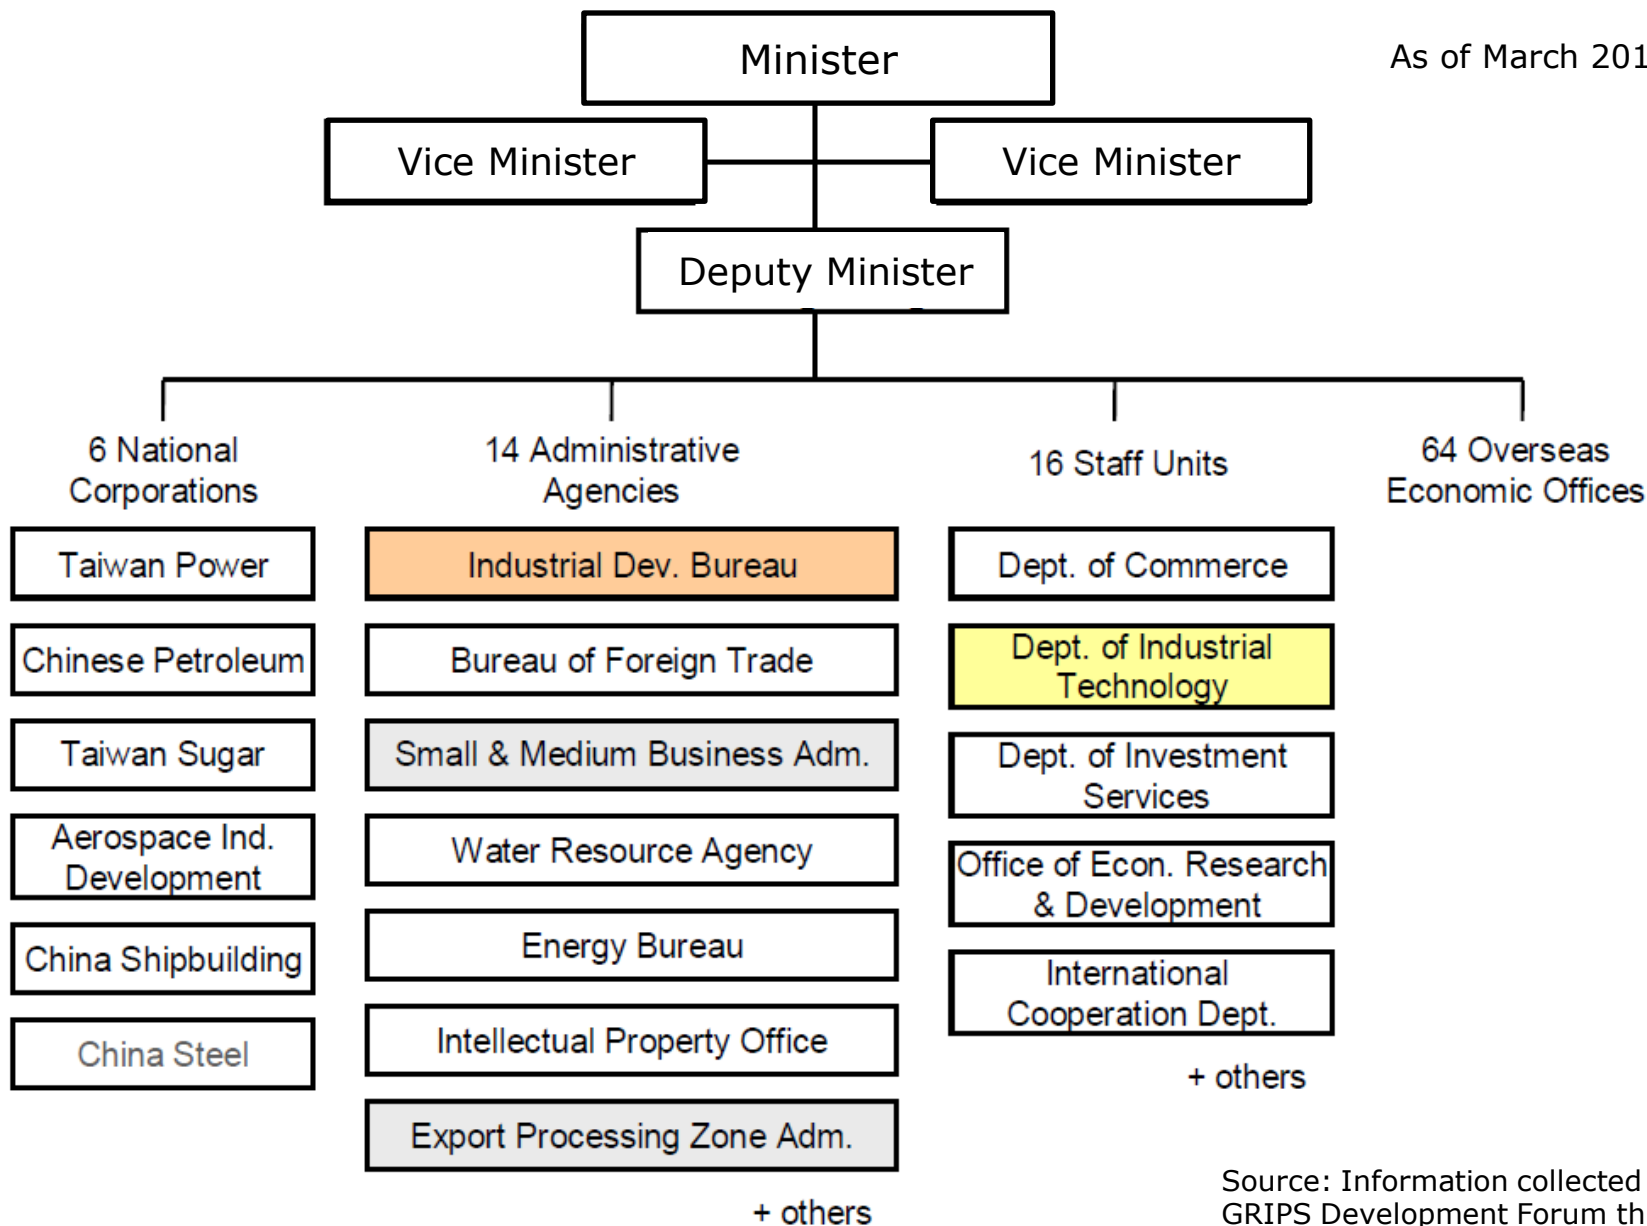 Minister
As of March 201
Vice Minister
Vice Minister
Deputy Minister
6 National
Corporations
14 Administrative
Agencies
16 Staff Units
64 Overseas
Economic Offices
Taiwan Power
Chinese Petroleum
Taiwan Sugar
Aerospace Ind.
Development
China Shipbuilding
China Steel
Industrial Dev. Bureau
Bureau of Foreign Trade
Small & Medium Business Adm.
Water Resource Agency
Energy Bureau
Intellectual Property Office
Export Processing Zone Adm.
+ others
Dept. of Commerce
Dept. of Industrial
Technology
Dept. of Investment
Services
Office of Econ. Research
& Development
International
Cooperation Dept.
+ others
Source: Information collected
GRIPS Development Forum th